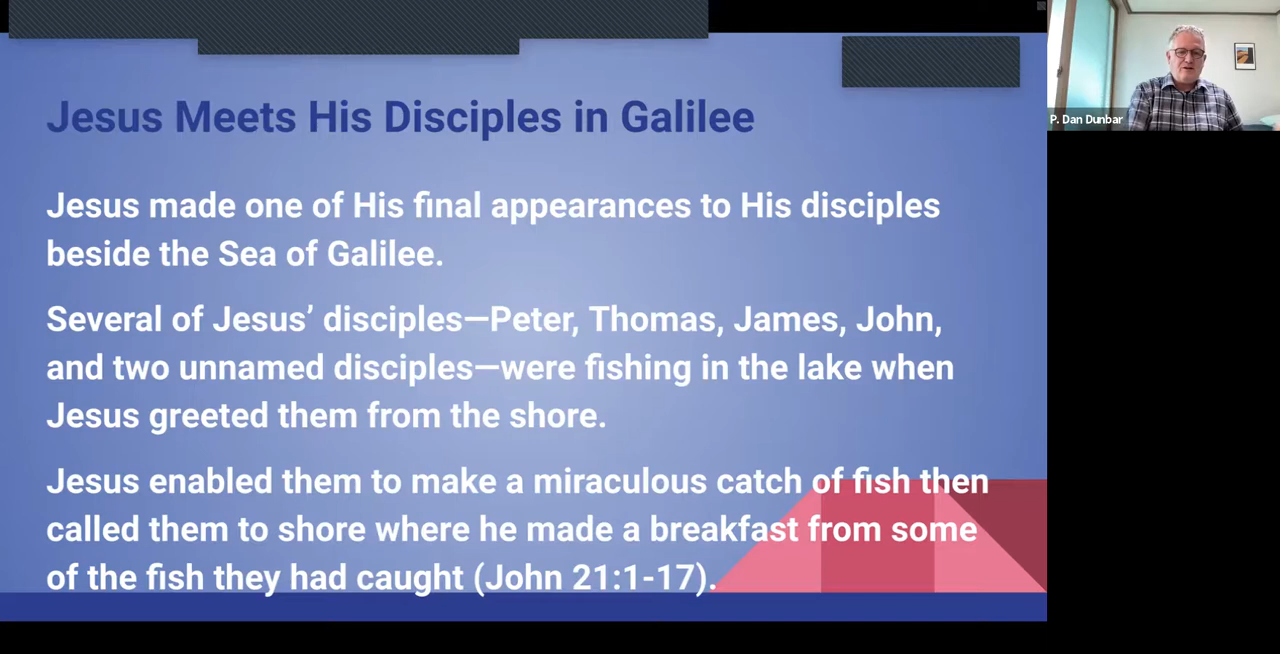 Jesus Meets His Disciples in Galilee
Jesus made one of His final appearances to His disciples
beside the Sea of Galilee.
Several of Jesus’ disciples—Peter, Thomas, James, John,
and two unnamed disciples—were fishing in the lake when
Jesus greeted them from the shore.
Jesus enabled them to make a miraculous catch of fish then
called them to shore where he made a breakfast from some
of the fish they had caught (John 21:1-17).
P. Dan Dunbar